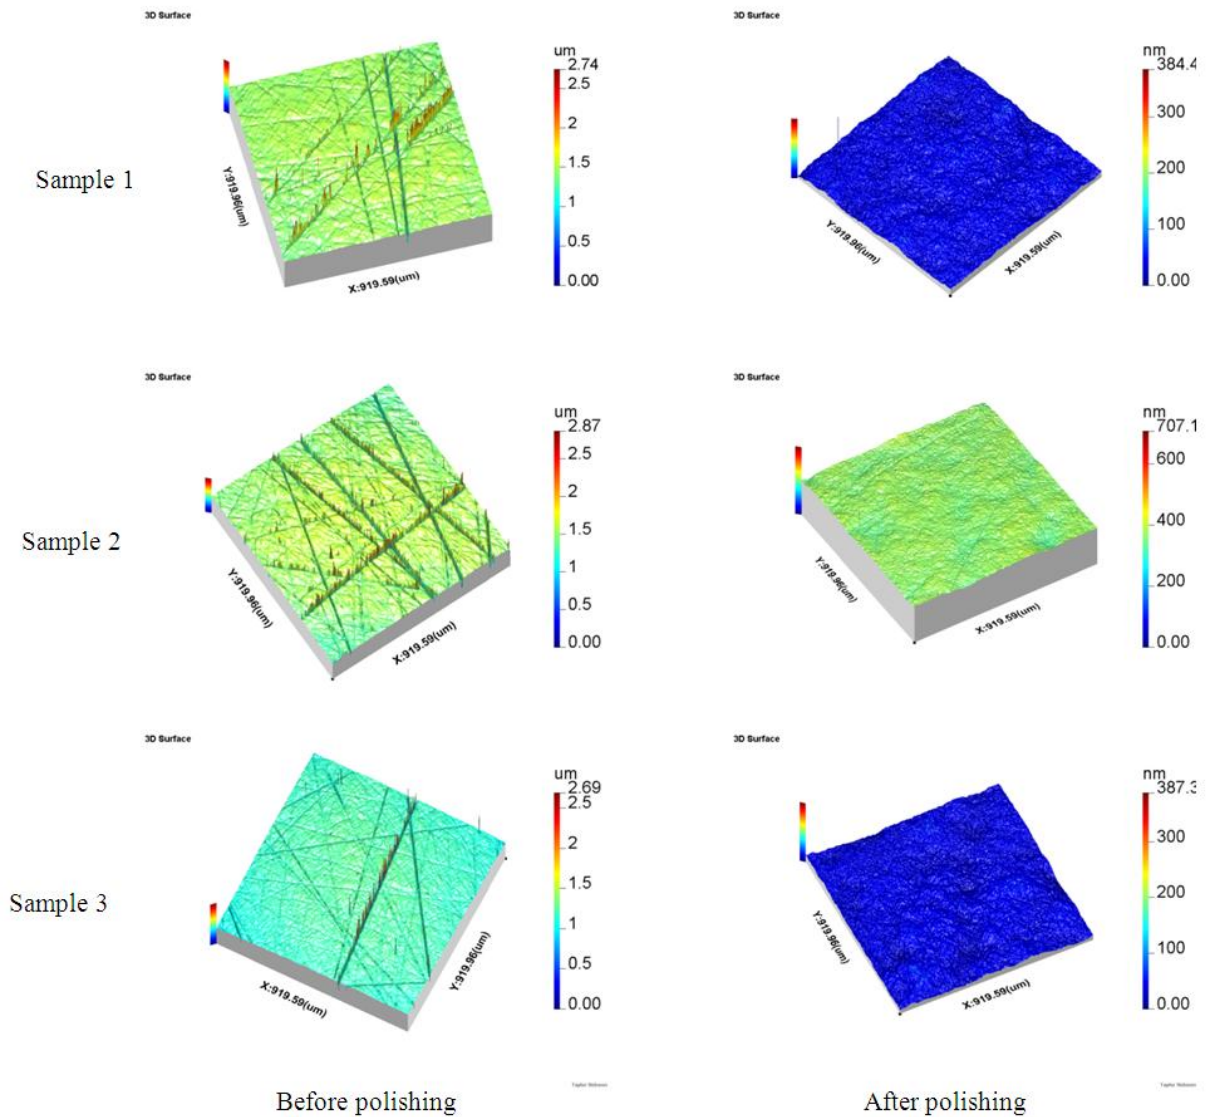 3D Surface
um
2.74
2.5
2
1.5
1
0.5
0.00
Y:919.96(um)
X:919.59(um)
Sample 1
3D Surface
nm
384.4
300
200
100
0.00
Y:919.96(um)
X:919.59(um)
3D Surface
um
2.87
2.5
2
1.5
1
0.5
0.00
Y:919.96(um)
X:919.59(um)
Sample 2
3D Surface
nm
707.1
600
400
200
0.00
Y:919.96(um)
X:919.59(um)
3D Surface
um
2.69
2.5
2
1.5
1
0.5
0.00
X:919.59(um)
Y:919.96(um)
Sample 3
3D Surface
nm
387.3
300
200
100
0.00
Y:919.96(um)
X:919.59(um)
Taylor Hobson
Taylor Hobson
Before polishing
After polishing